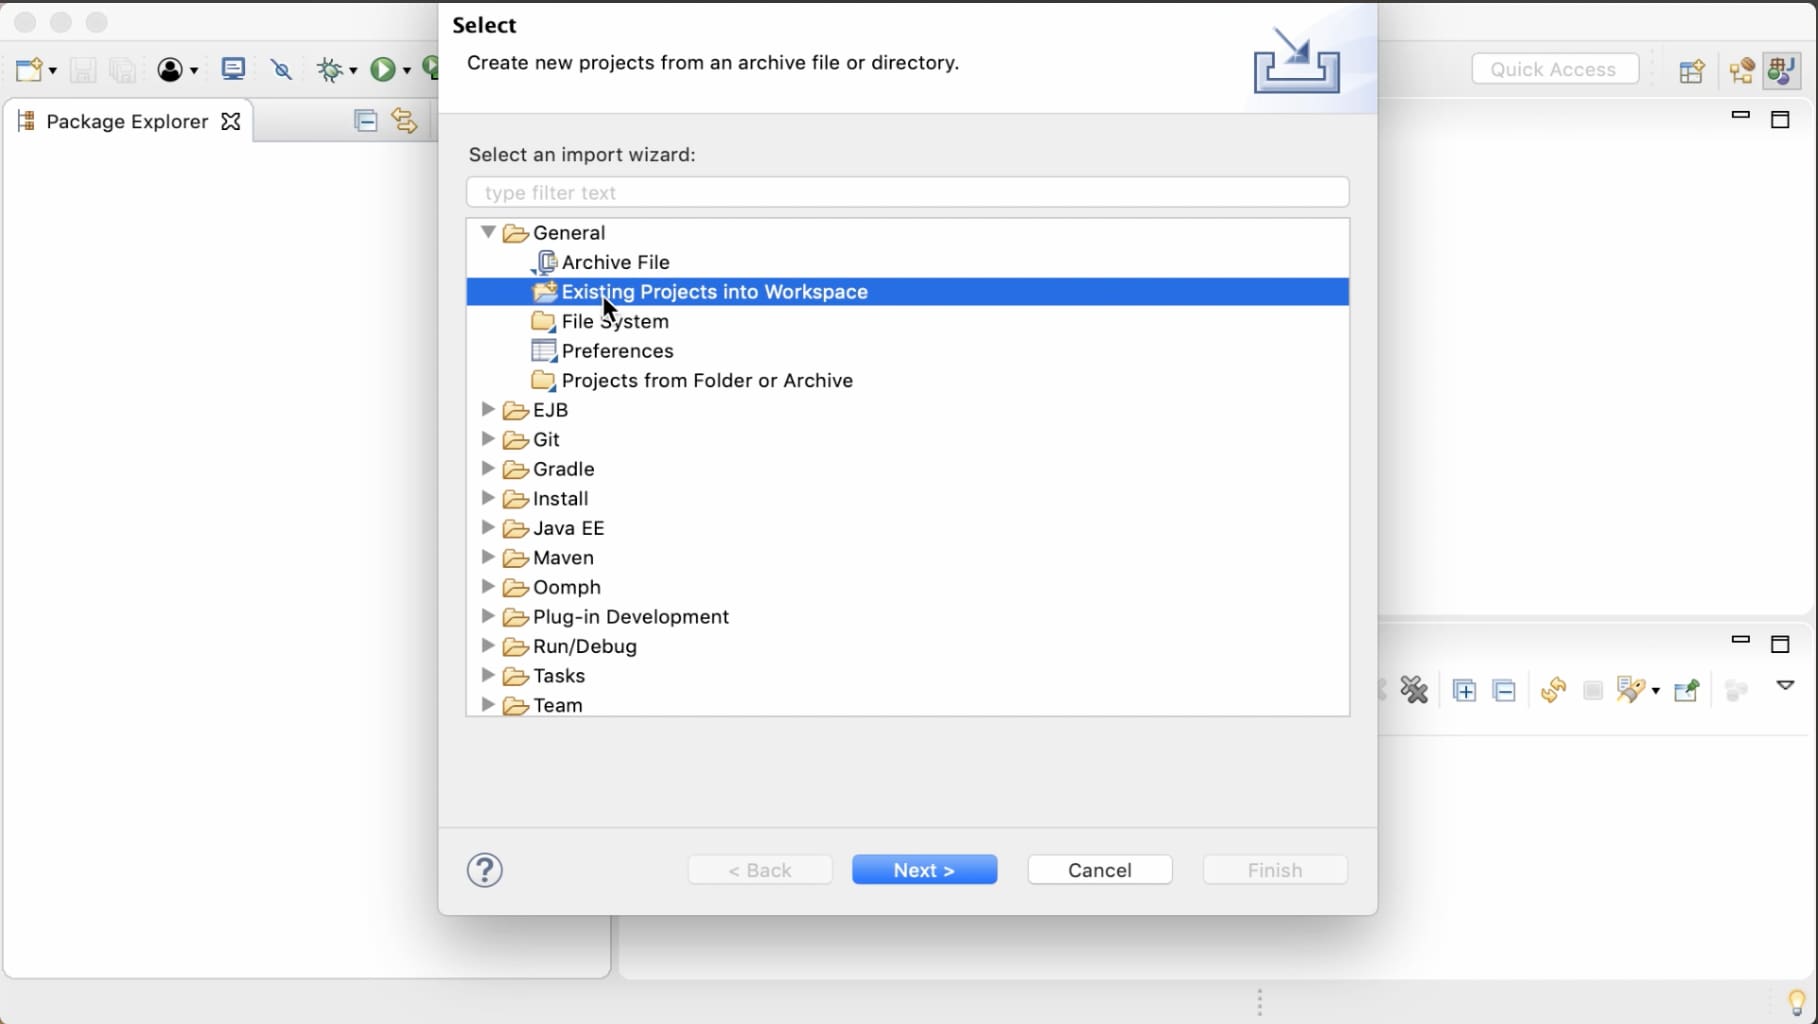 Select
Create new projects from an archive file or directory.
Quick Access
Package Explorer
Select an import wizard:
type filter text
General
Archive File
Existing Projects into Workspace
File System
Preferences
Projects from Folder or Archive
EJB
Git
Gradle
Install
Java EE
Maven
Oomph
Plug-in Development
Run/Debug
Tasks
Team
?
< Back
Next >
Cancel
Finish